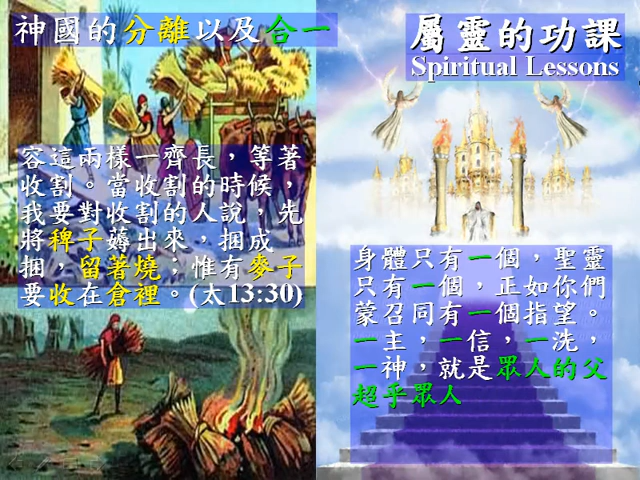 神國的分離以及合一
容這兩樣一齊長，等著
收割。當收割的時候，
我要對收割的人說，先
將稗子薅出來，捆成
捆，留著燒；惟有麥子
要收在倉裡。(太13:30)
屬靈的功課
Spiritual Lessons
身體只有一個，聖靈
只有一個，正如你們
蒙召同有一個指望。
一主，一信，一洗，
一神，就是眾人的父
超乎眾人